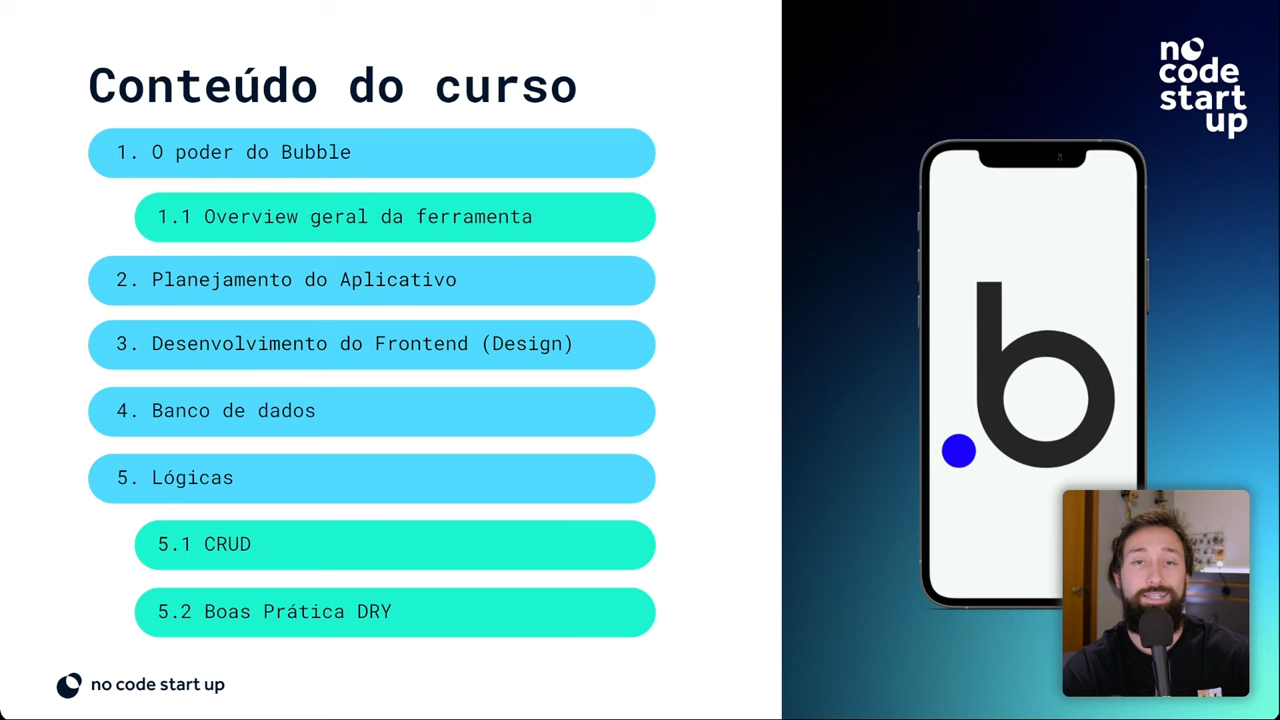 Conteúdo do curso
1. O poder do Bubble
1.1 Overview geral da ferramenta
2. Planejamento do Aplicativo
3. Desenvolvimento do Frontend (Design)
4. Banco de dados
5. Lógicas
5.1 CRUD
5.2 Boas Prática DRY
no code start up
no
code
start
up
b